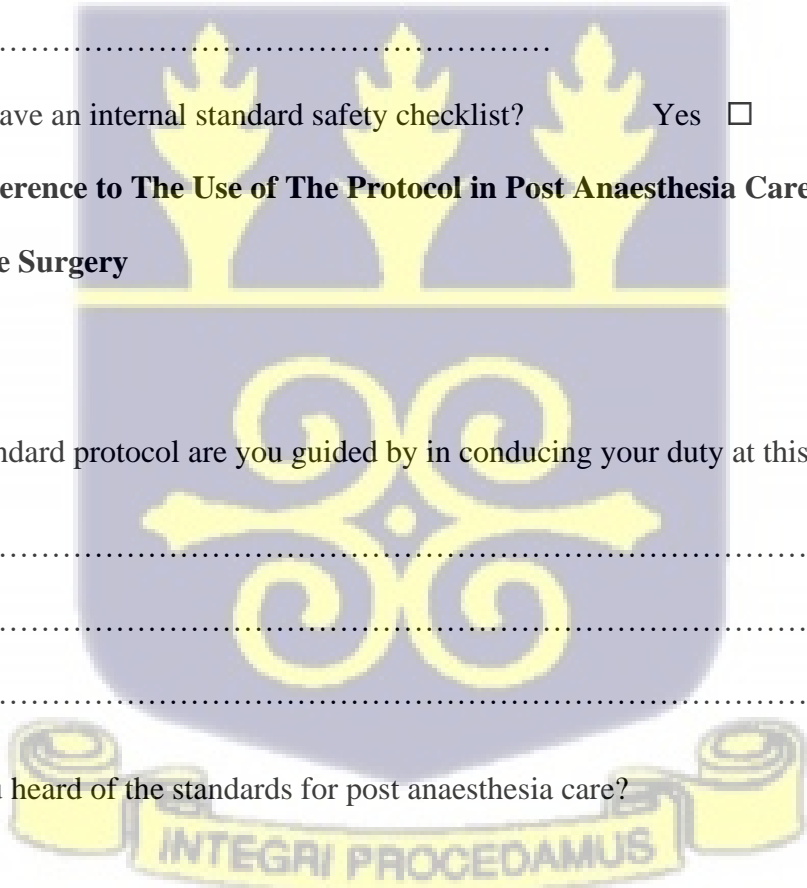 ……………………………………………………
ave an internal standard safety checklist? Yes ☐
erence to The Use of The Protocol in Post Anaesthesia Care
e Surgery
ndard protocol are you guided by in conducing your duty at this
………………………………………………………………………………
………………………………………………………………………………
………………………………………………………………………………
heard of the standards for post anaesthesia care?
INTEGRI PROCEDAMUS